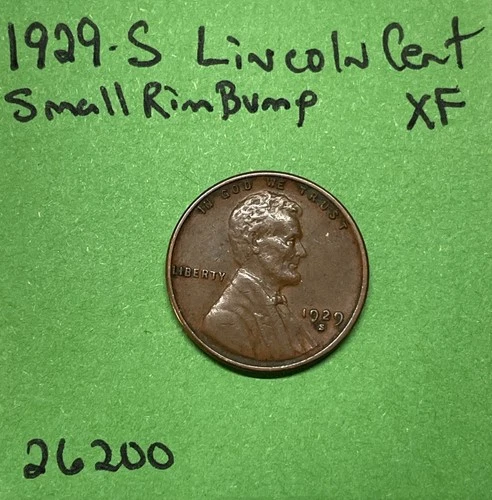 1929-S Lincoln Cent
Small Rim Bump XF
IN GOD WE TRUST
LIBERTY
1929
S
26200